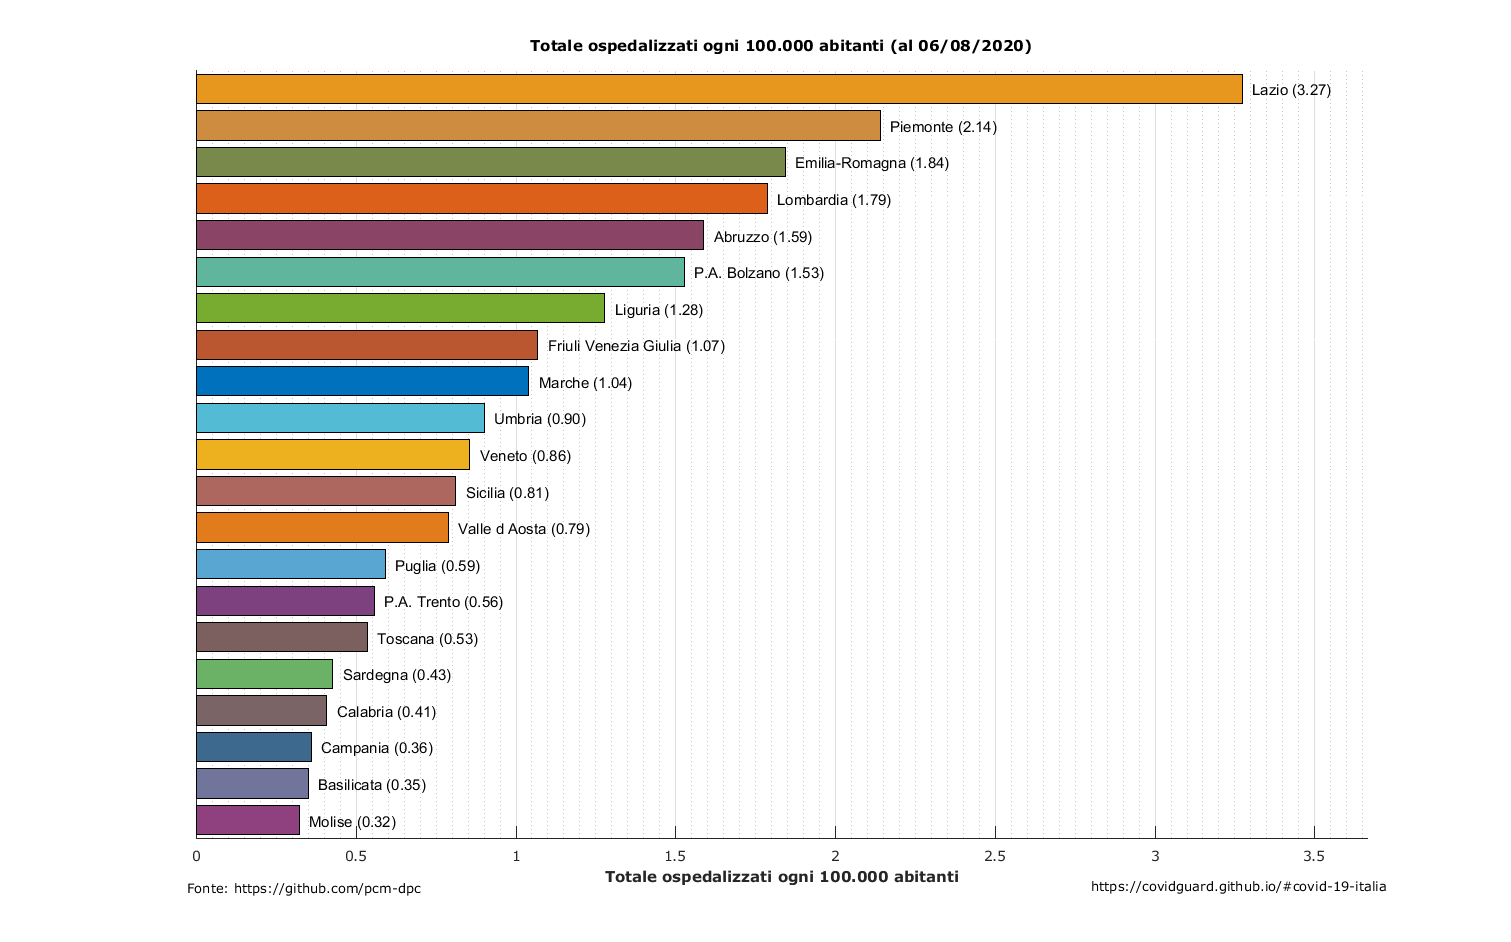 Totale ospedalizzati ogni 100.000 abitanti (al 06/08/2020)
Lazio (3.27)
Piemonte (2.14)
Emilia-Romagna (1.84)
Lombardia (1.79)
Abruzzo (1.59)
P.A. Bolzano (1.53)
Liguria (1.28)
Friuli Venezia Giulia (1.07)
Marche (1.04)
Umbria (0.90)
Veneto (0.86)
Sicilia (0.81)
Valle d Aosta (0.79)
Puglia (0.59)
P.A. Trento (0.56)
Toscana (0.53)
Sardegna (0.43)
Calabria (0.41)
Campania (0.36)
Basilicata (0.35)
Molise (0.32)
0 0.5 1 1.5 2 2.5 3 3.5
Totale ospedalizzati ogni 100.000 abitanti
Fonte: https://github.com/pcm-dpc
https://covidguard.github.io/#covid-19-italia